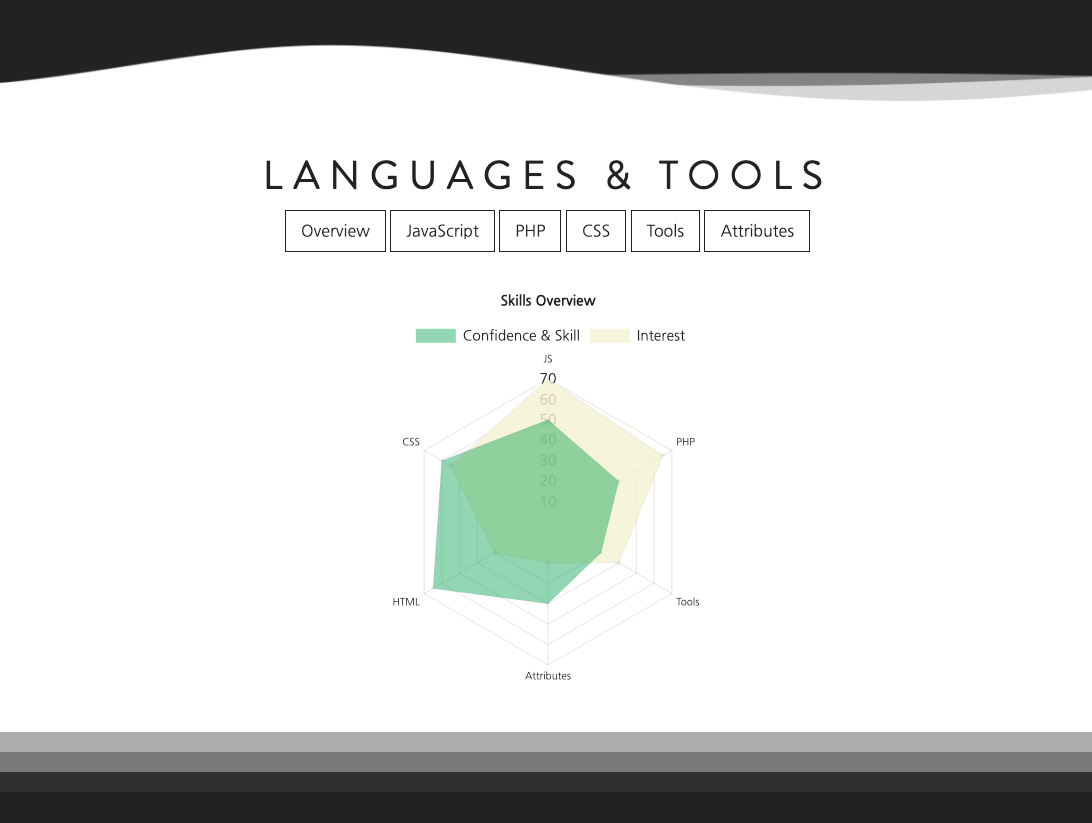 LANGUAGES & TOOLS
Overview JavaScript PHP CSS Tools Attributes
Skills Overview
Confidence & Skill Interest
JS
70
60
50
40
30
20
10
CSS PHP
HTML Tools
Attributes